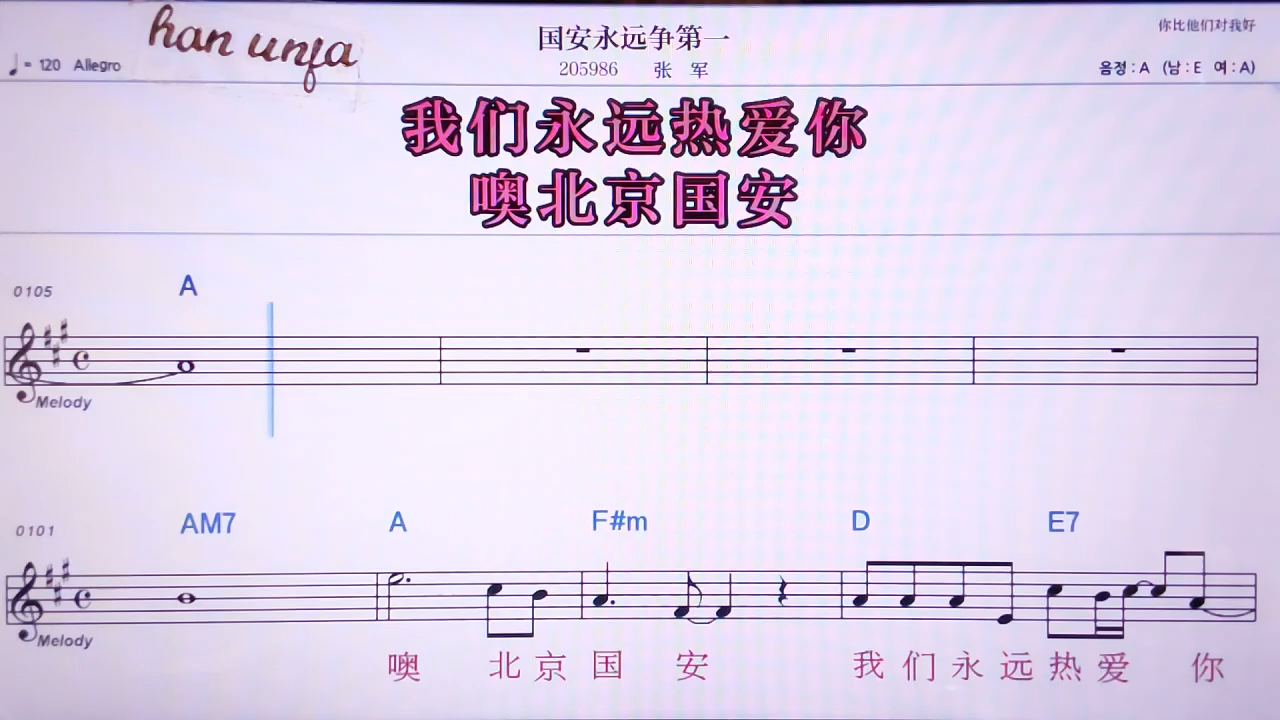 han unja
国安永远争第一
你比他们对我好
♩= 120 Allegro
205986 张 军
음정 : A (남 : E 여 : A)
我们永远热爱你
噢北京国安
0105 A
Melody
0101 AM7 A F#m D E7
Melody
噢 北 京 国 安 我 们 永 远 热 爱 你